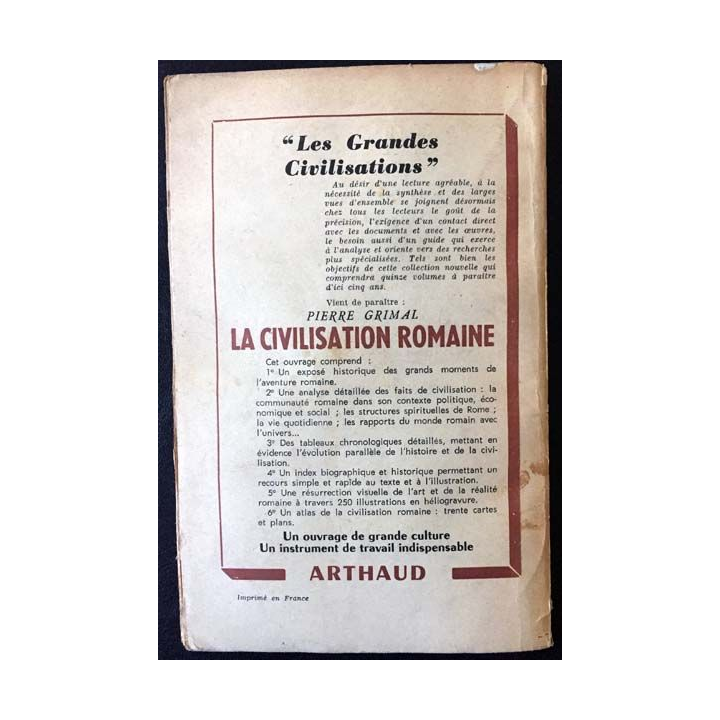 “Les Grandes
Civilisations”
Au désir d'une lecture agréable, à la
nécessité de la synthèse et des larges
vues d'ensemble se joignent désormais
chez tous les lecteurs le goût de la
précision, l'exigence d'un contact direct
avec les documents et avec les œuvres,
le besoin aussi d'un guide qui exerce
à l'analyse et oriente vers des recherches
plus spécialisées. Tels sont bien les
objectifs de cette collection nouvelle qui
comprendra quinze volumes à paraître
d'ici cinq ans.
Vient de paraître :
PIERRE GRIMAL
LA CIVILISATION ROMAINE
Cet ouvrage comprend :
1º Un exposé historique des grands moments de
l'aventure romaine.
2º Une analyse détaillée des faits de civilisation : la
communauté romaine dans son contexte politique, éco-
nomique et social ; les structures spirituelles de Rome ;
la vie quotidienne ; les rapports du monde romain avec
l'univers...
3º Des tableaux chronologiques détaillés, mettant en
évidence l'évolution parallèle de l'histoire et de la civi-
lisation.
4º Un index biographique et historique permettant un
recours simple et rapide au texte et à l'illustration.
5º Une résurrection visuelle de l'art et de la réalité
romaine à travers 250 illustrations en héliogravure.
6º Un atlas de la civilisation romaine : trente cartes
et plans.
Un ouvrage de grande culture
Un instrument de travail indispensable
ARTHAUD
Imprimé en France